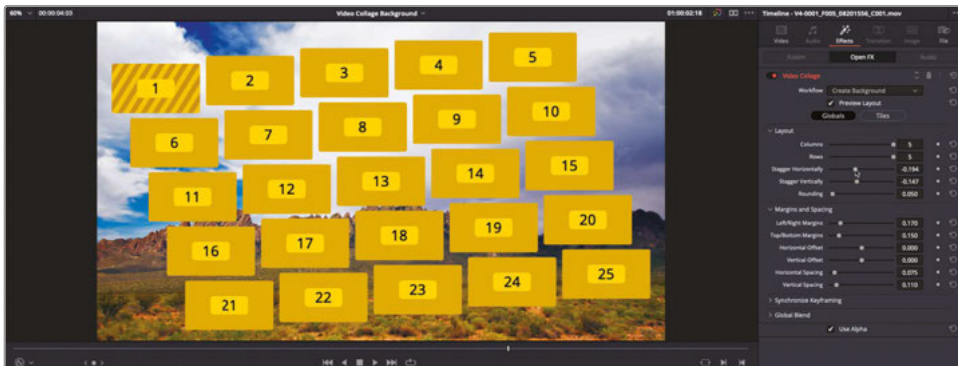 60% 00:00:04:03 Video Collage Background 01:00:02:18 Timeline - V4-0001_F005_08201556_C001.mov
Video Audio Effects Transition Image File
Fusion Open FX Audio
Video Collage
Workflow Create Background
Preview Layout
Globals Tiles
Layout
Columns 5
Rows 5
Stagger Horizontally -0.194
Stagger Vertically -0.147
Rounding 0.050
Margins and Spacing
Left/Right Margins 0.170
Top/Bottom Margins 0.150
Horizontal Offset 0.000
Vertical Offset 0.000
Horizontal Spacing 0.075
Vertical Spacing 0.110
Synchronize Keyframing
Global Blend
Use Alpha
1 2 3 4 5
6 7 8 9 10
11 12 13 14 15
16 17 18 19 20
21 22 23 24 25